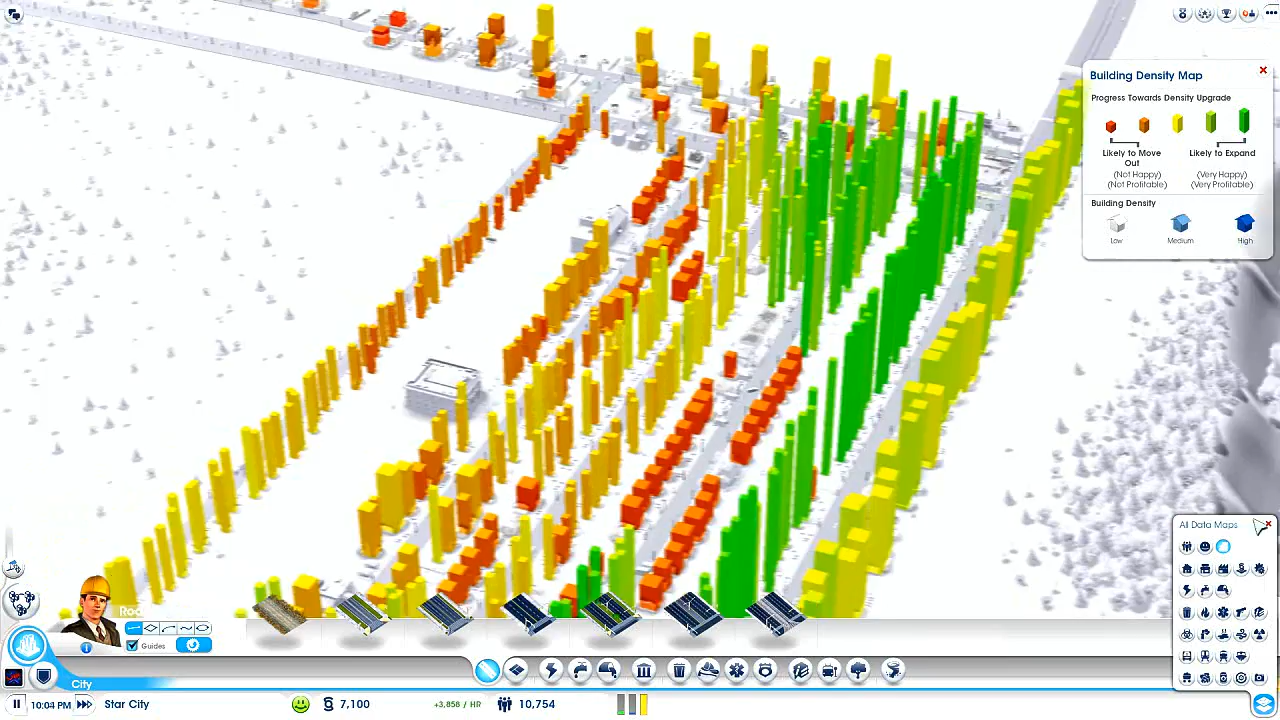 Building Density Map
Progress Towards Density Upgrade
Likely to Move Out
Likely to Expand
(Not Happy)
(Not Profitable)
(Very Happy)
(Very Profitable)
Building Density
Low
Medium
High
All Data Maps
Guides
City
10:04 PM
Star City
7,100
+3,858 / HR
10,754